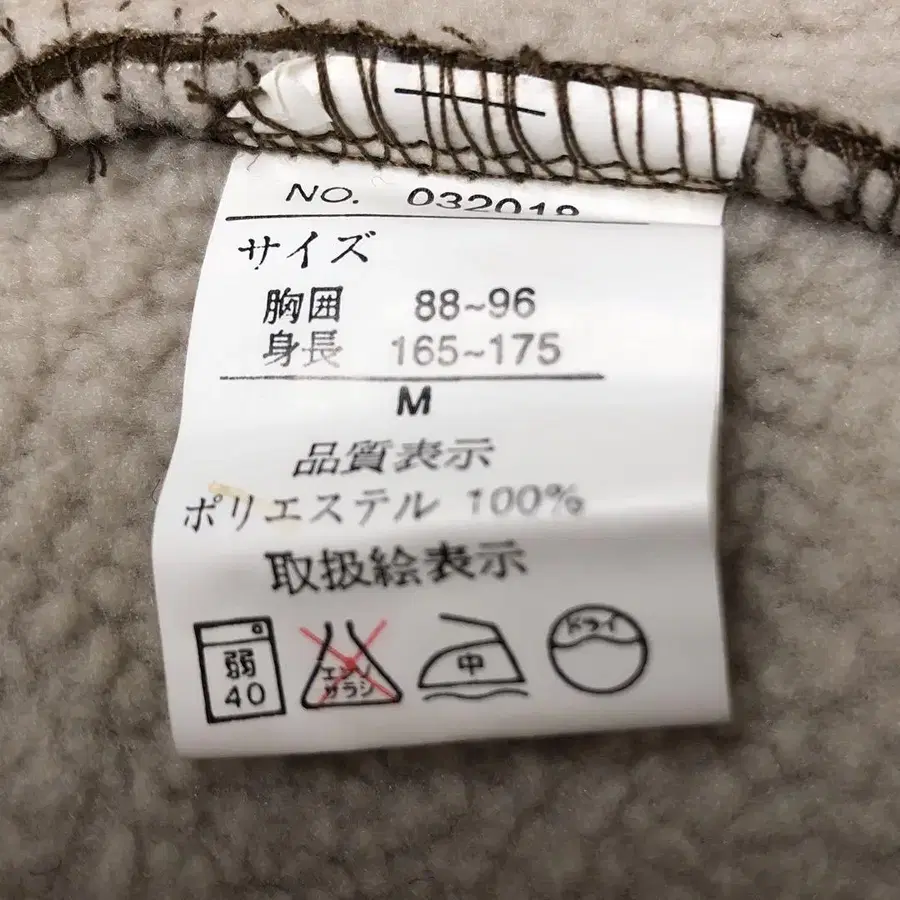 NO. 032019
サイズ
胸囲 88~96
身長 165~175
M
品質表示
ポリエステル 100%
取扱絵表示
弱
40
エンソ
サラシ
中
ドライ